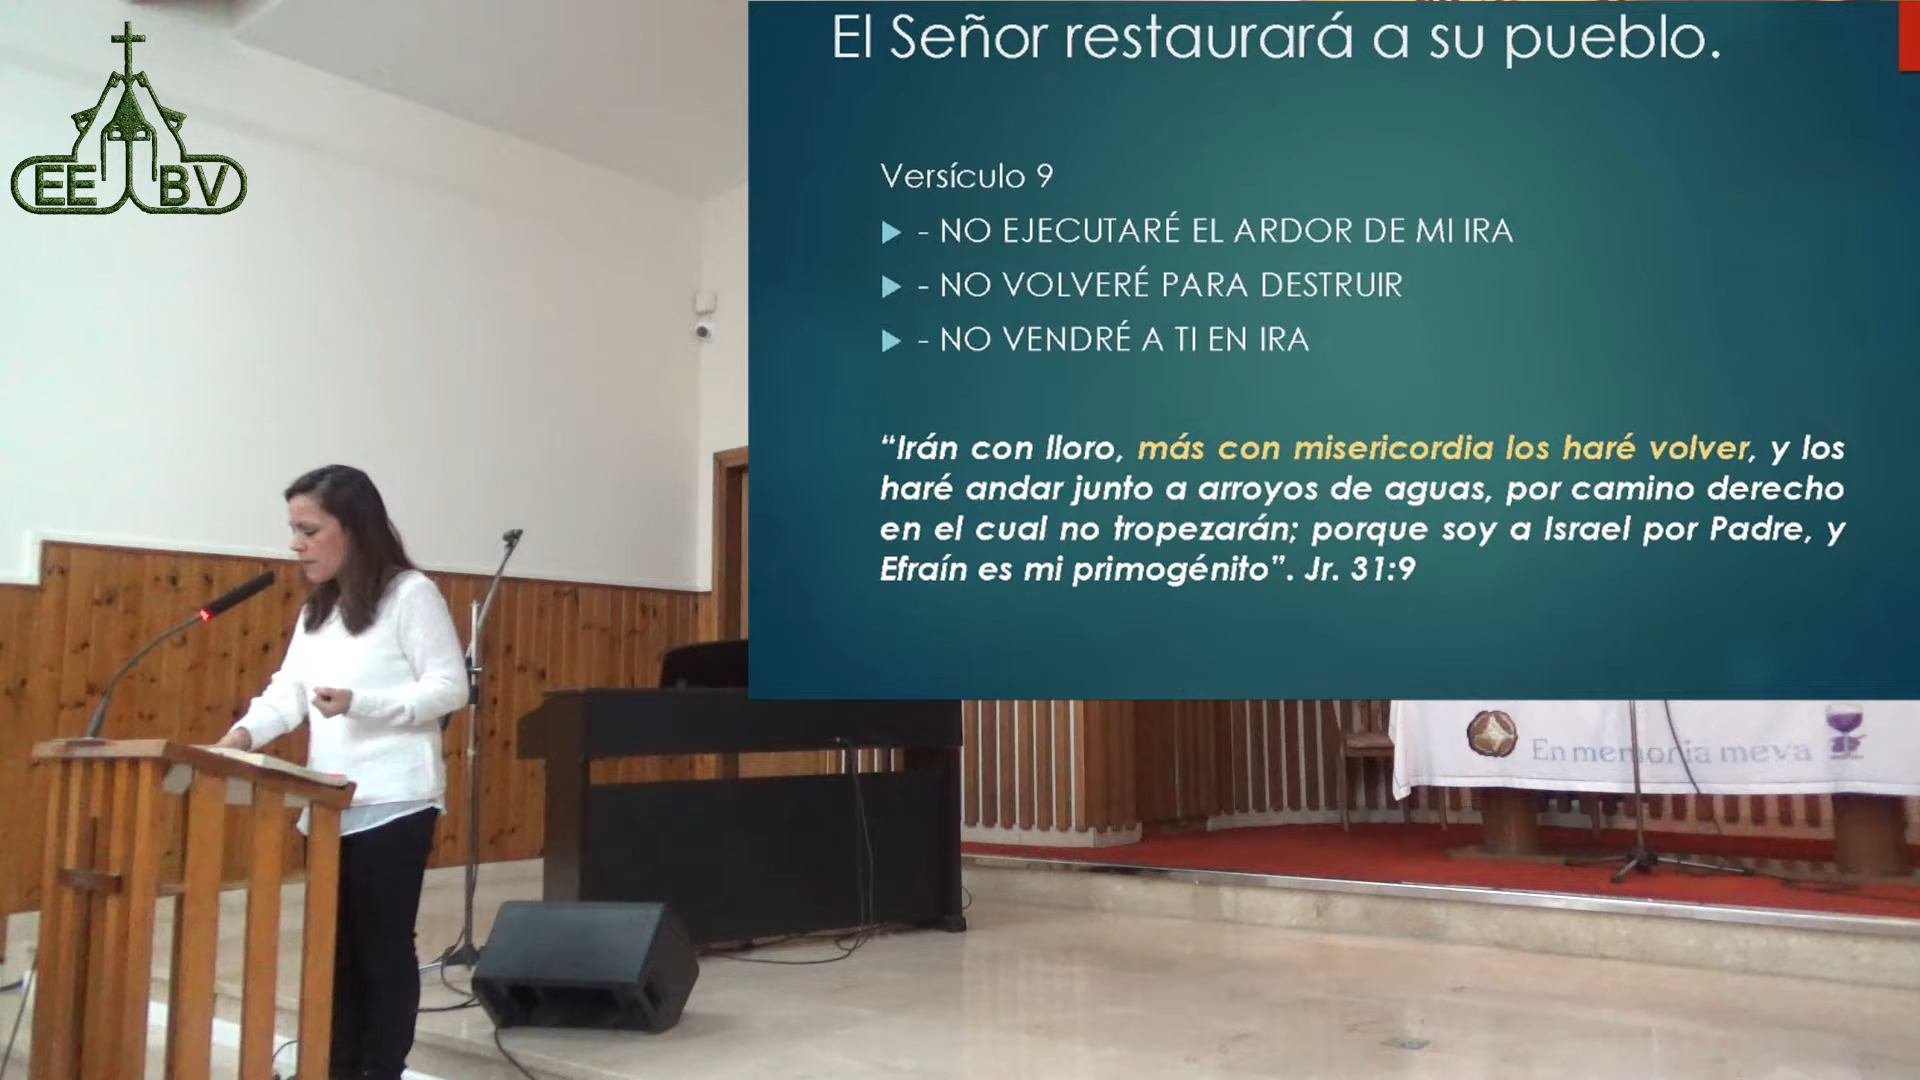 EE BV
El Señor restaurará a su pueblo.
Versículo 9
- NO EJECUTARÉ EL ARDOR DE MI IRA
- NO VOLVERÉ PARA DESTRUIR
- NO VENDRÉ A TI EN IRA
“Irán con lloro, más con misericordia los haré volver, y los
haré andar junto a arroyos de aguas, por camino derecho
en el cual no tropezarán; porque soy a Israel por Padre, y
Efraín es mi primogénito”. Jr. 31:9
En memoria meva